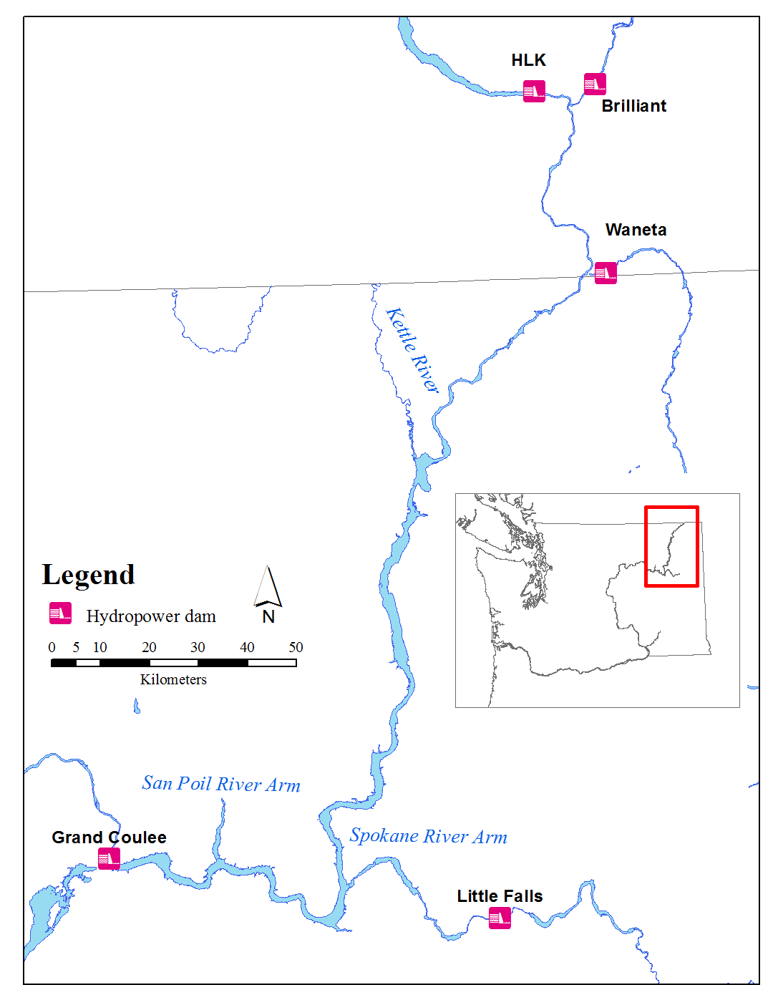 HLK
Brilliant
Waneta
Kettle River
Legend
Hydropower dam
N
0 5 10 20 30 40 50
Kilometers
San Poil River Arm
Grand Coulee
Spokane River Arm
Little Falls